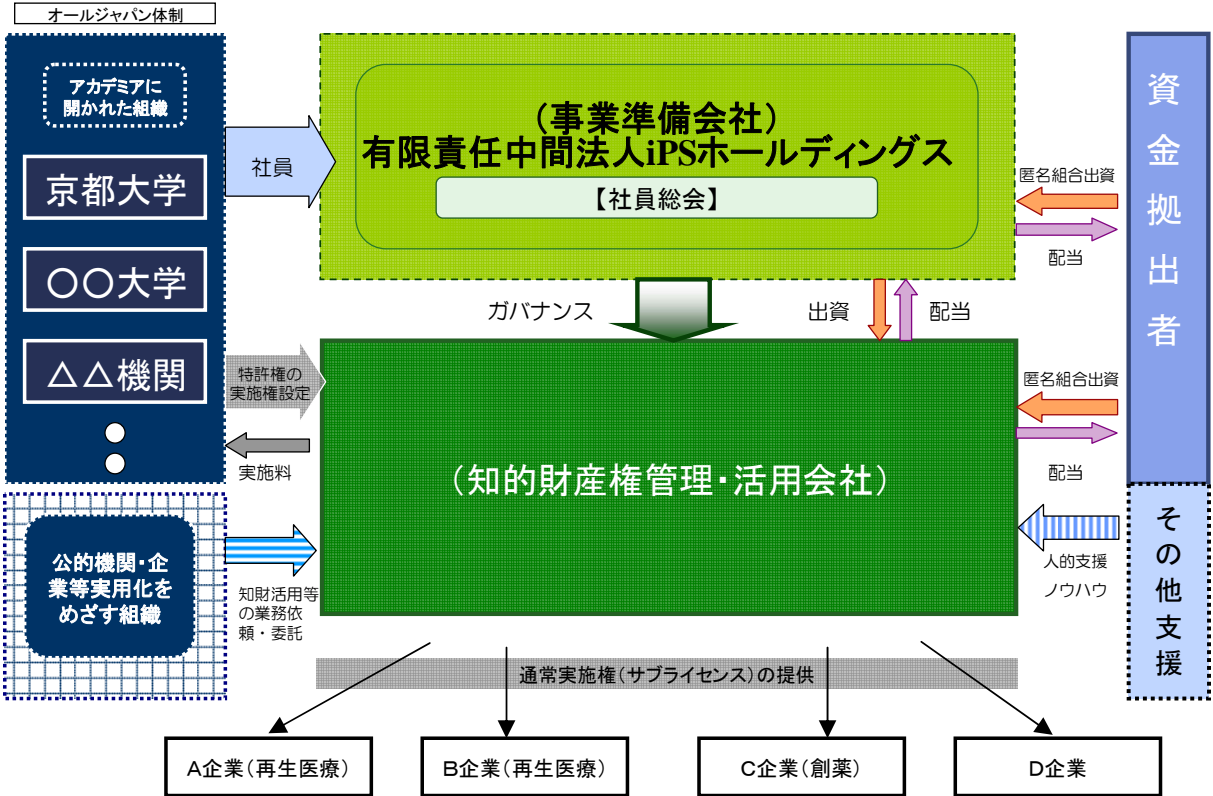 オールジャパン体制
アカデミアに
開かれた組織
京都大学
〇〇大学
△△機関
公的機関・企
業等実用化を
めざす組織
社員
特許権の
実施権設定
実施料
知財活用等
の業務依
頼・委託
（事業準備会社）
有限責任中間法人iPSホールディングス
【社員総会】
ガバナンス
出資
配当
（知的財産権管理・活用会社）
匿名組合出資
配当
匿名組合出資
配当
人的支援
ノウハウ
資金拠出者
その他支援
通常実施権（サブライセンス）の提供
A企業（再生医療）
B企業（再生医療）
C企業（創薬）
D企業